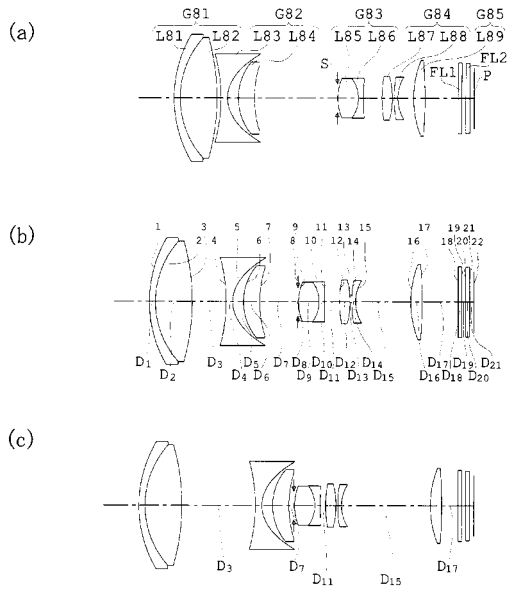 (a)
G81 G82 G83 G84 G85
L81 L82 L83 L84 L85 L86 L87 L88 L89
S FL1 FL2 P
(b)
1 3 5 7 9 11 13 15 17 19 21
2 4 6 8 10 12 14 16 18 20 22
D1 D2 D3 D4 D5 D6 D7 D8 D9 D10 D11 D12 D13 D14 D15 D16 D17 D18 D19 D20 D21
(c)
D3 D7 D11 D15 D17